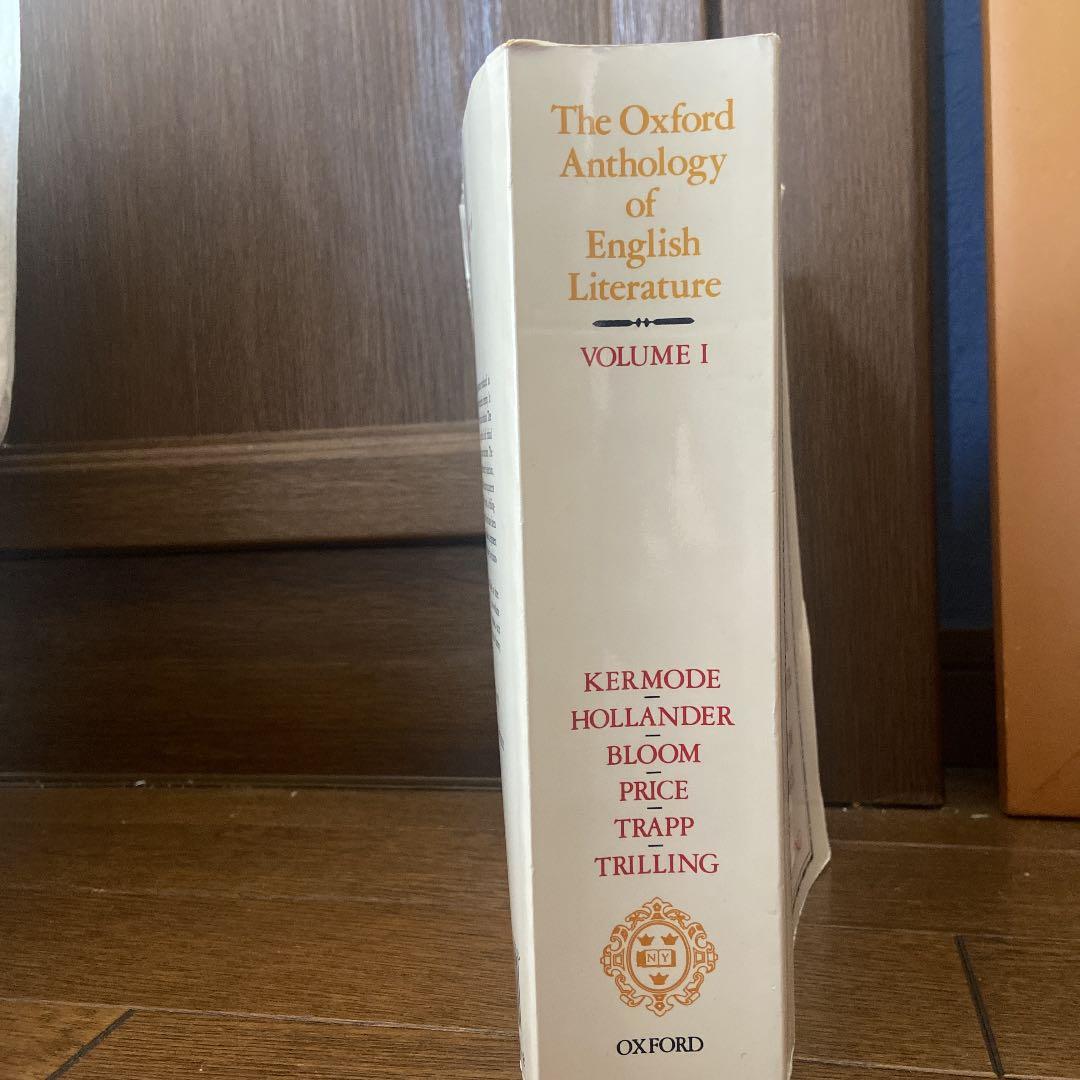 The Oxford
Anthology
of
English
Literature
VOLUME I
KERMODE
HOLLANDER
BLOOM
PRICE
TRAPP
TRILLING
NY
OXFORD